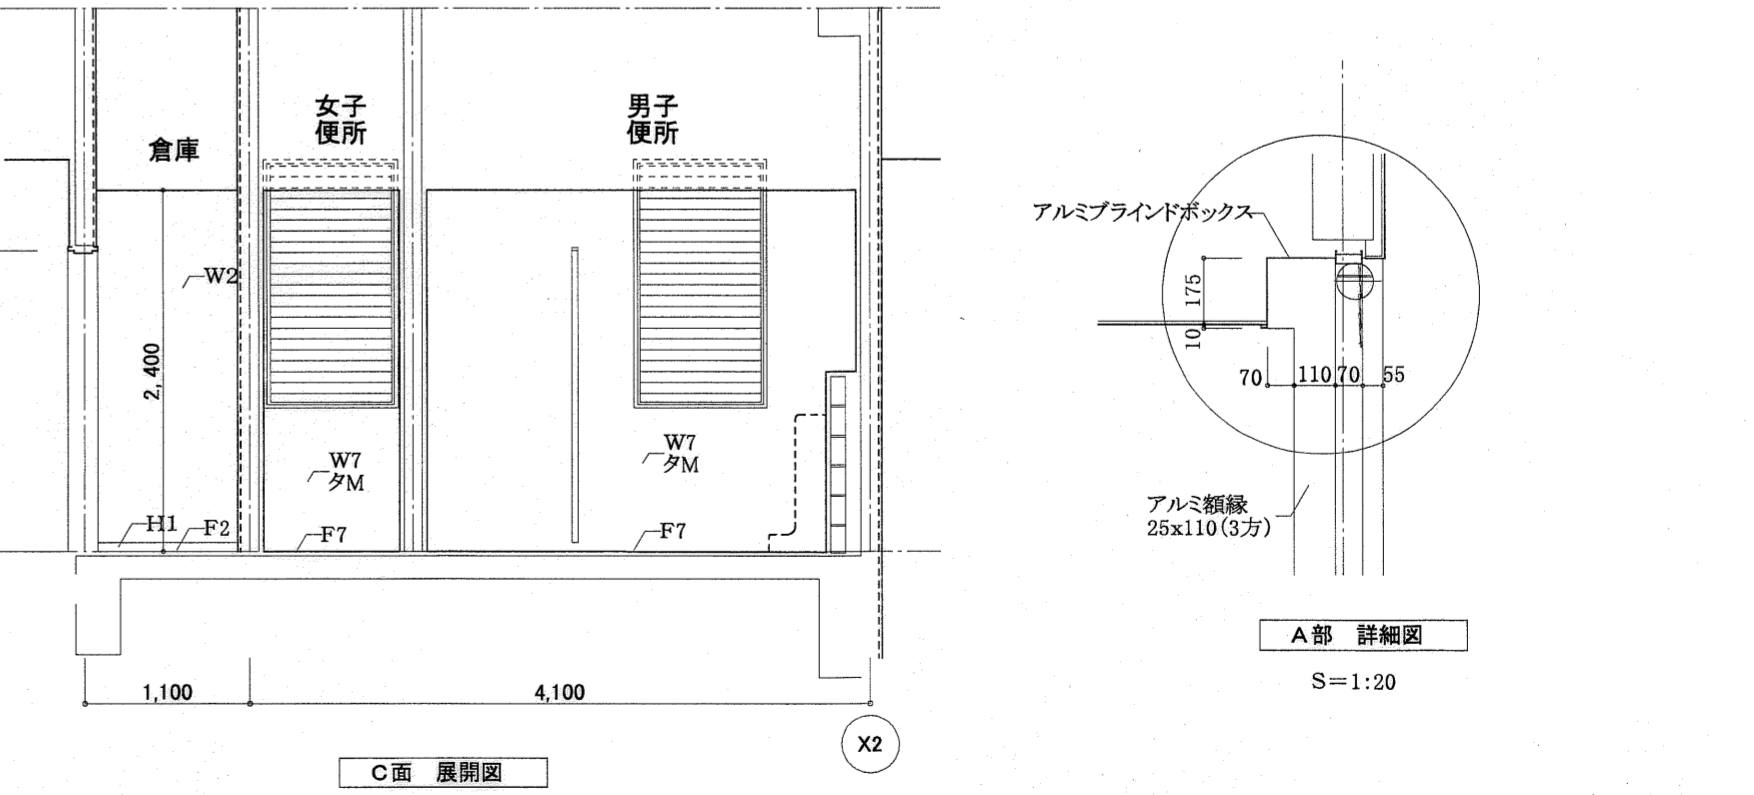 倉庫
女子
便所
男子
便所
W2
2,400
W7
タM
W7
タM
H1
F2
F7
F7
1,100
4,100
X2
C面 展開図
アルミブラインドボックス
175
10
70
110
70
55
アルミ額縁
25x110(3方)
A部 詳細図
S=1:20